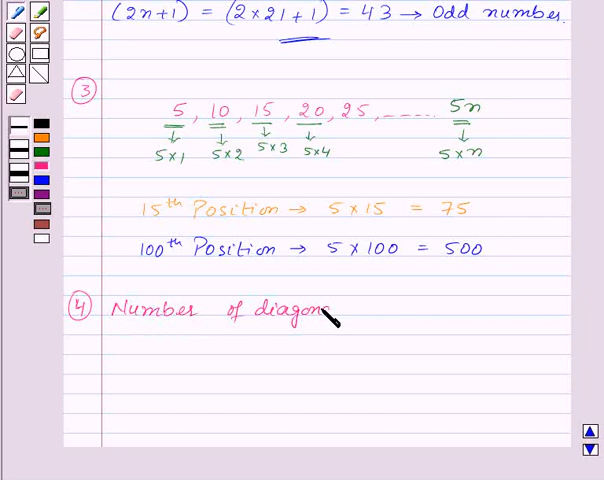 (2n+1) = (2×21+1) = 43 → Odd number.
③
5, 10, 15, 20, 25, ------ 5n
↓ ↓ ↓ ↓ ↓
5×1 5×2 5×3 5×4 5×n
15th Position → 5×15 = 75
100th Position → 5×100 = 500
④ Number of diagon